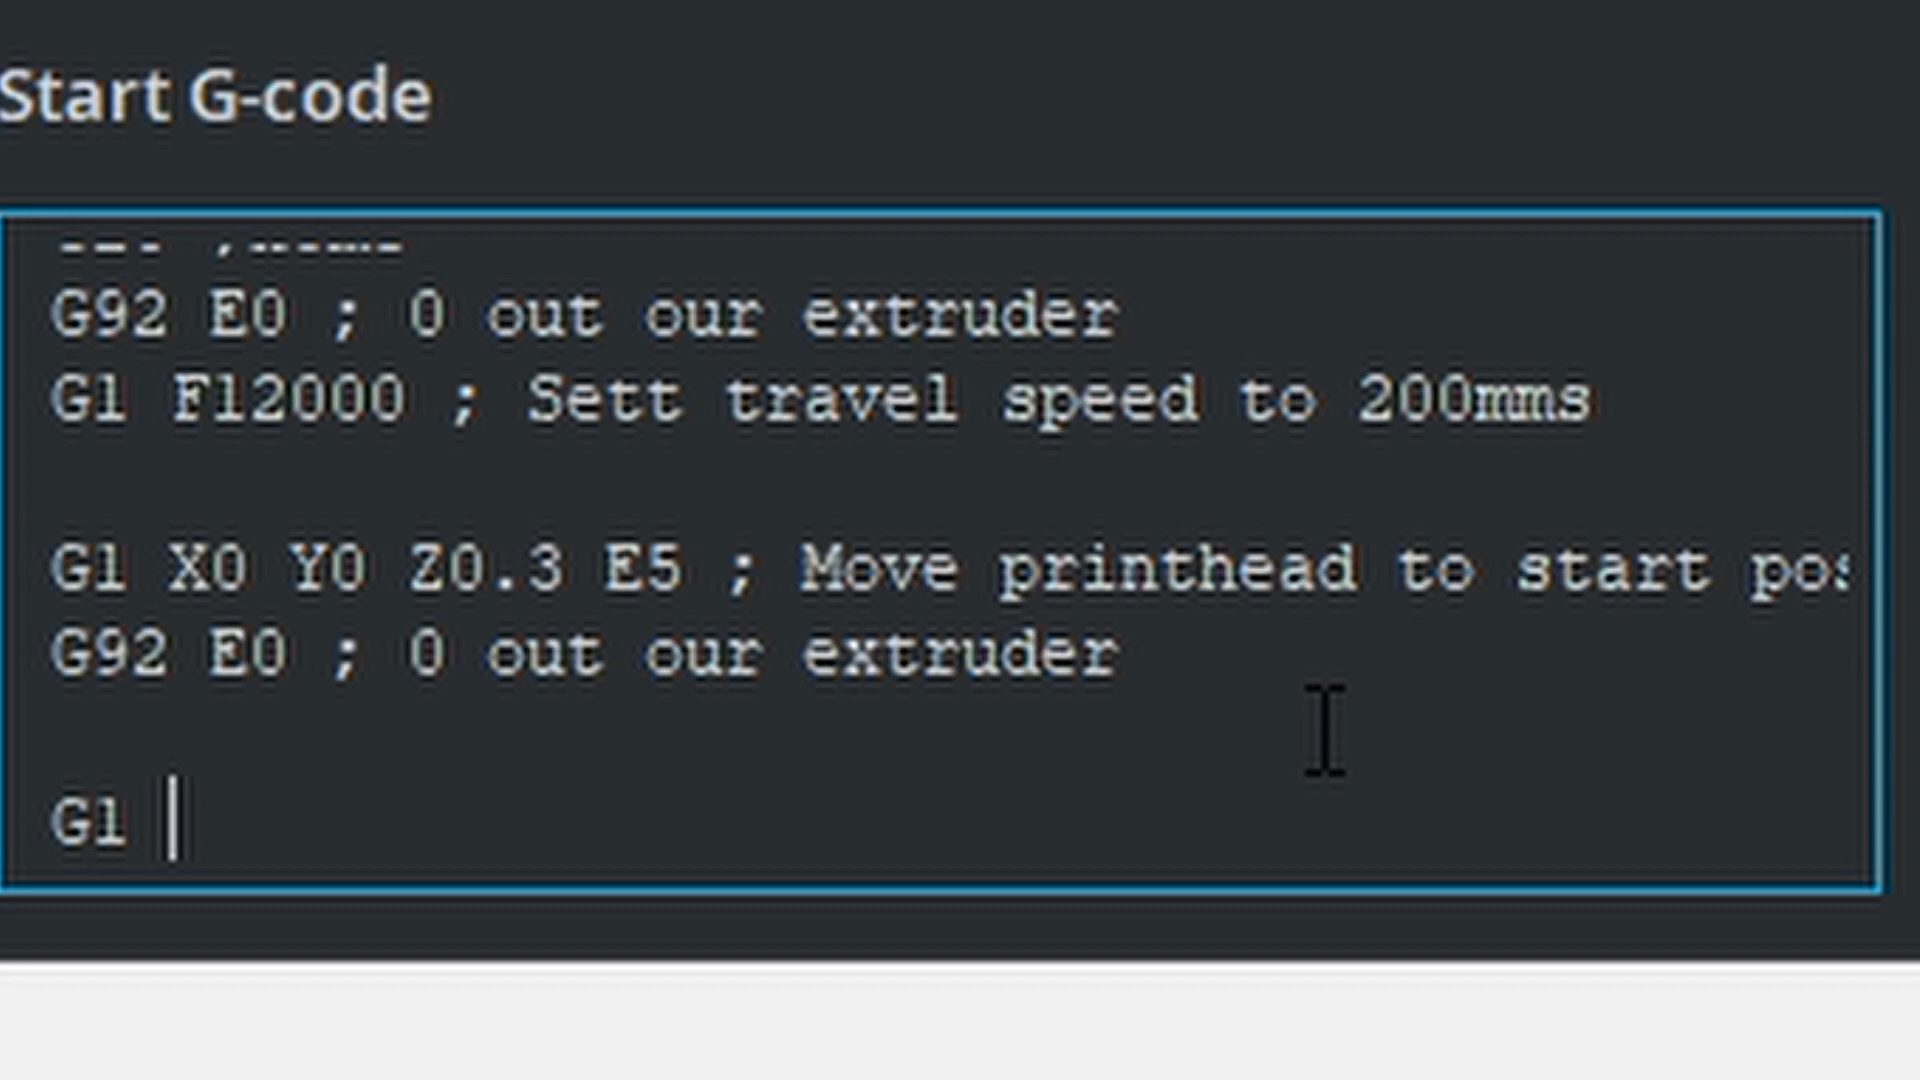 Start G-code
G92 E0 ; 0 out our extruder
G1 F12000 ; Sett travel speed to 200mms
G1 X0 Y0 Z0.3 E5 ; Move printhead to start pos
G92 E0 ; 0 out our extruder
G1